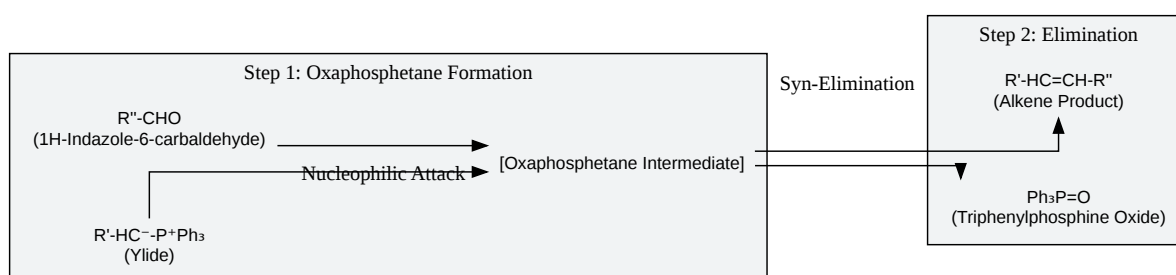 Step 1: Oxaphosphetane Formation
R"-CHO
(1H-Indazole-6-carbaldehyde)
Nucleophilic Attack
[Oxaphosphetane Intermediate]
R'-HC⁻-P⁺Ph₃
(Ylide)
Syn-Elimination
Step 2: Elimination
R'-HC=CH-R"
(Alkene Product)
Ph₃P=O
(Triphenylphosphine Oxide)